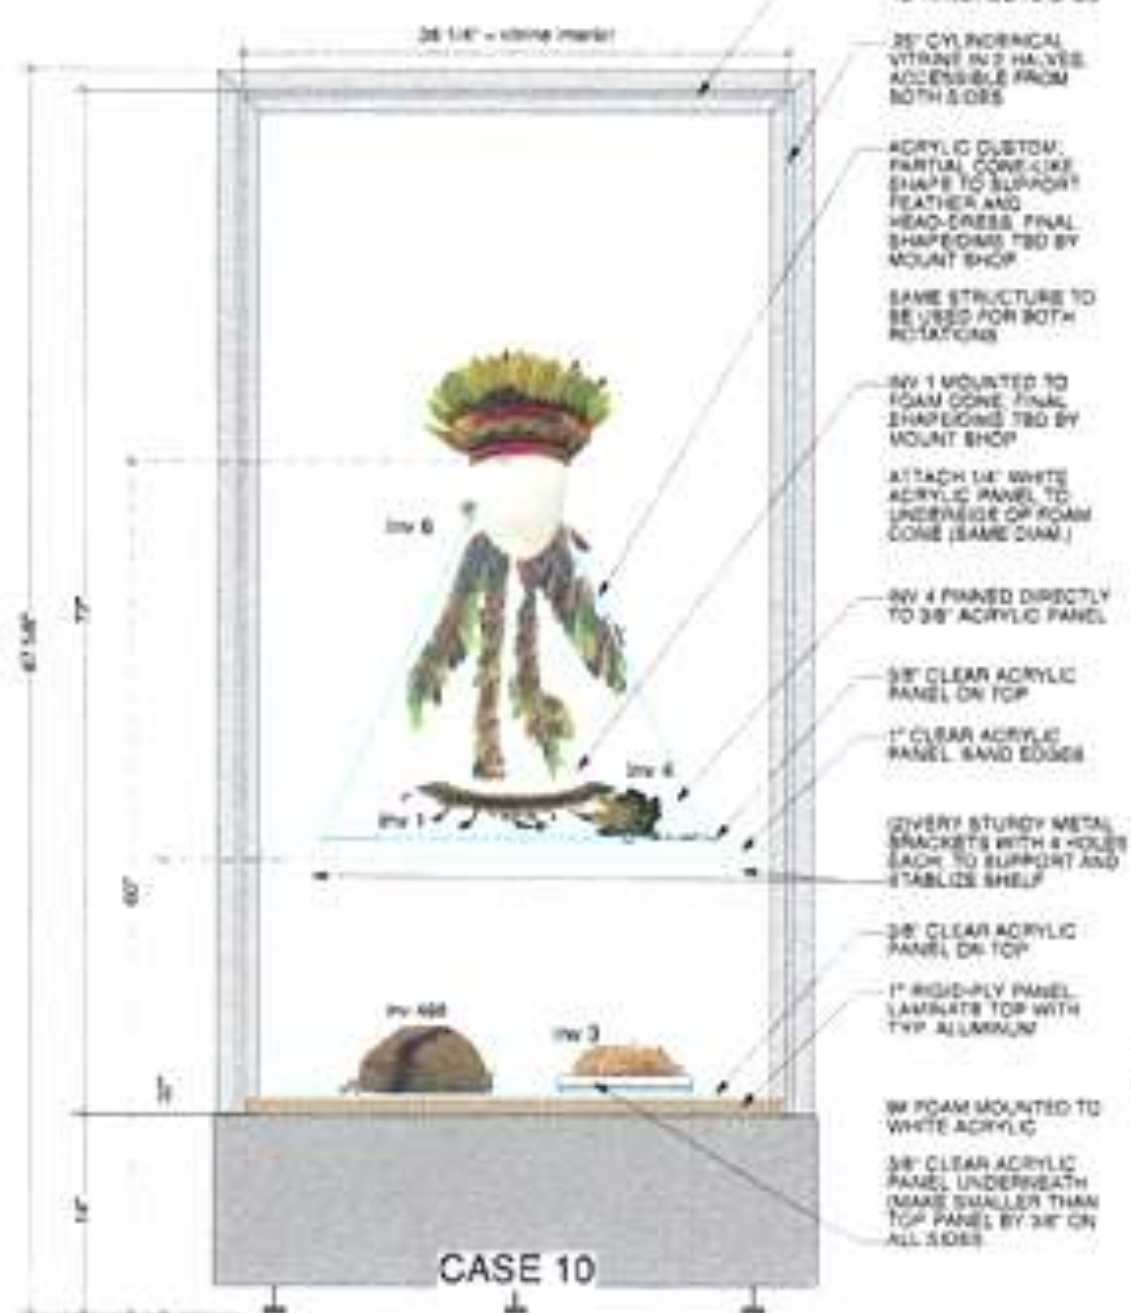 vitrine interior
.25" CYLINDRICAL
VITRINE IN 2 HALVES,
ACCESSIBLE FROM
BOTH SIDES
ACRYLIC CUSTOM,
PARTIAL CONE-LIKE
SHAPE TO SUPPORT
FEATHER AND
HEAD-DRESS. FINAL
SHAPE/DIMS TBD BY
MOUNT SHOP
SAME STRUCTURE TO
BE USED FOR BOTH
ROTATIONS
INV 1 MOUNTED TO
FOAM CONE. FINAL
SHAPE/DIMS TBD BY
MOUNT SHOP
ATTACH 1/4" WHITE
ACRYLIC PANEL TO
UNDERSIDE OF FOAM
CONE (SAME DIAM.)
INV 4 PINNED DIRECTLY
TO 3/8" ACRYLIC PANEL
3/8" CLEAR ACRYLIC
PANEL ON TOP
1" CLEAR ACRYLIC
PANEL. SAND EDGES
(2)VERY STURDY METAL
BRACKETS WITH 4 HOLES
EACH, TO SUPPORT AND
STABLIZE SHELF
3/8" CLEAR ACRYLIC
PANEL ON TOP
1" RIGID-PLY PANEL.
LAMINATE TOP WITH
TYP. ALUMINUM
FOAM MOUNTED TO
WHITE ACRYLIC
3/8" CLEAR ACRYLIC
PANEL UNDERNEATH
(MAKE SMALLER THAN
TOP PANEL BY 3/8" ON
ALL SIDES
Inv 6
Inv 4
Inv 1
Inv 3
60"
14"
CASE 10